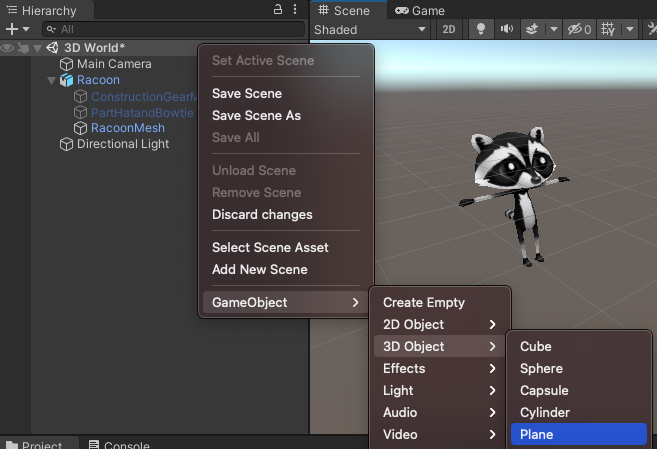 Hierarchy
All
3D World*
Main Camera
Racoon
ConstructionGearM
PartHatandBowtie
RacoonMesh
Directional Light
Scene
Game
Shaded
2D
0
Set Active Scene
Save Scene
Save Scene As
Save All
Unload Scene
Remove Scene
Discard changes
Select Scene Asset
Add New Scene
GameObject
Create Empty
2D Object
3D Object
Effects
Light
Audio
Video
Cube
Sphere
Capsule
Cylinder
Plane
Project
Console